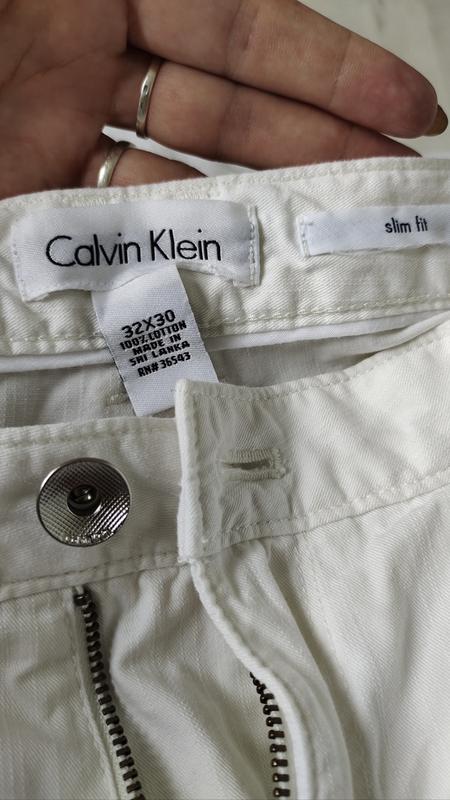 Calvin Klein
slim fit
32X30
100% COTTON
MADE IN
SRI LANKA
RN# 36543